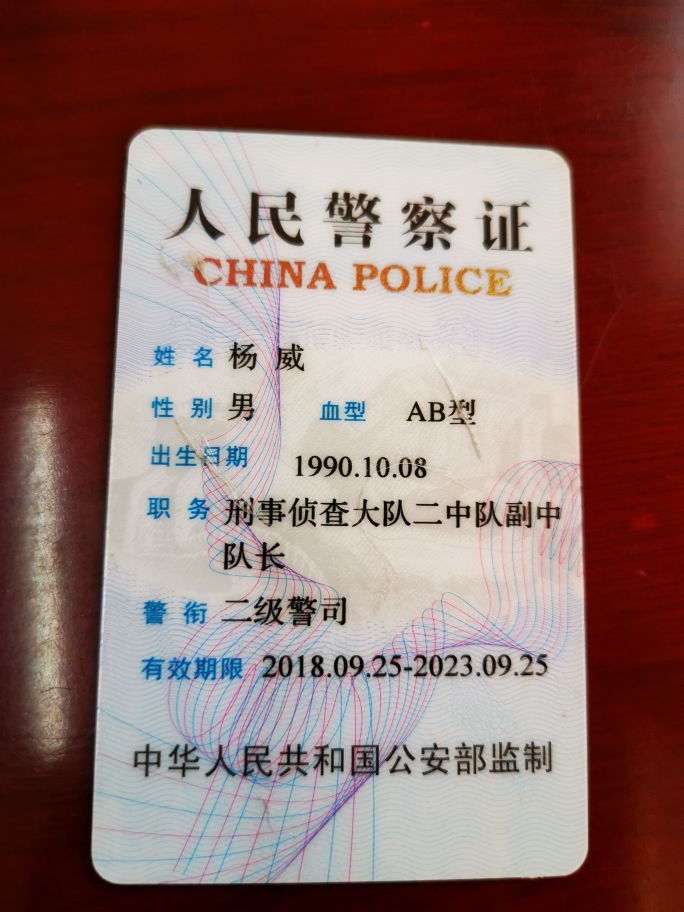 人民警察证
CHINA POLICE
姓名 杨威
性别 男 血型 AB型
出生日期 1990.10.08
职务 刑事侦查大队二中队副中
队长
警衔 二级警司
有效期限 2018.09.25-2023.09.25
中华人民共和国公安部监制